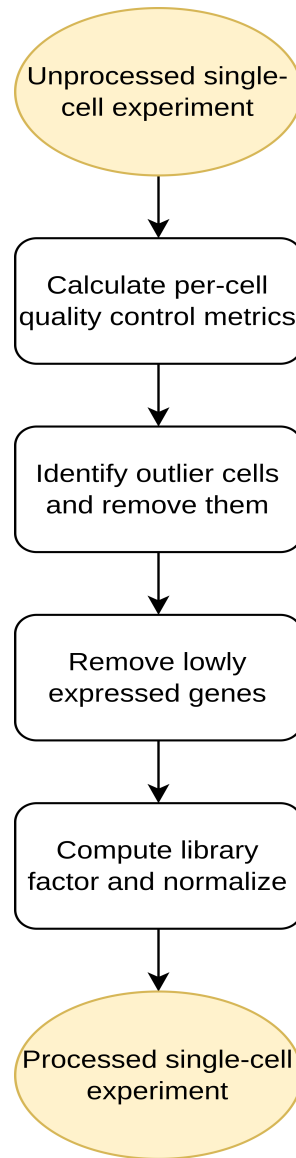 Unprocessed single-
cell experiment
Calculate per-cell
quality control metrics
Identify outlier cells
and remove them
Remove lowly
expressed genes
Compute library
factor and normalize
Processed single-cell
experiment